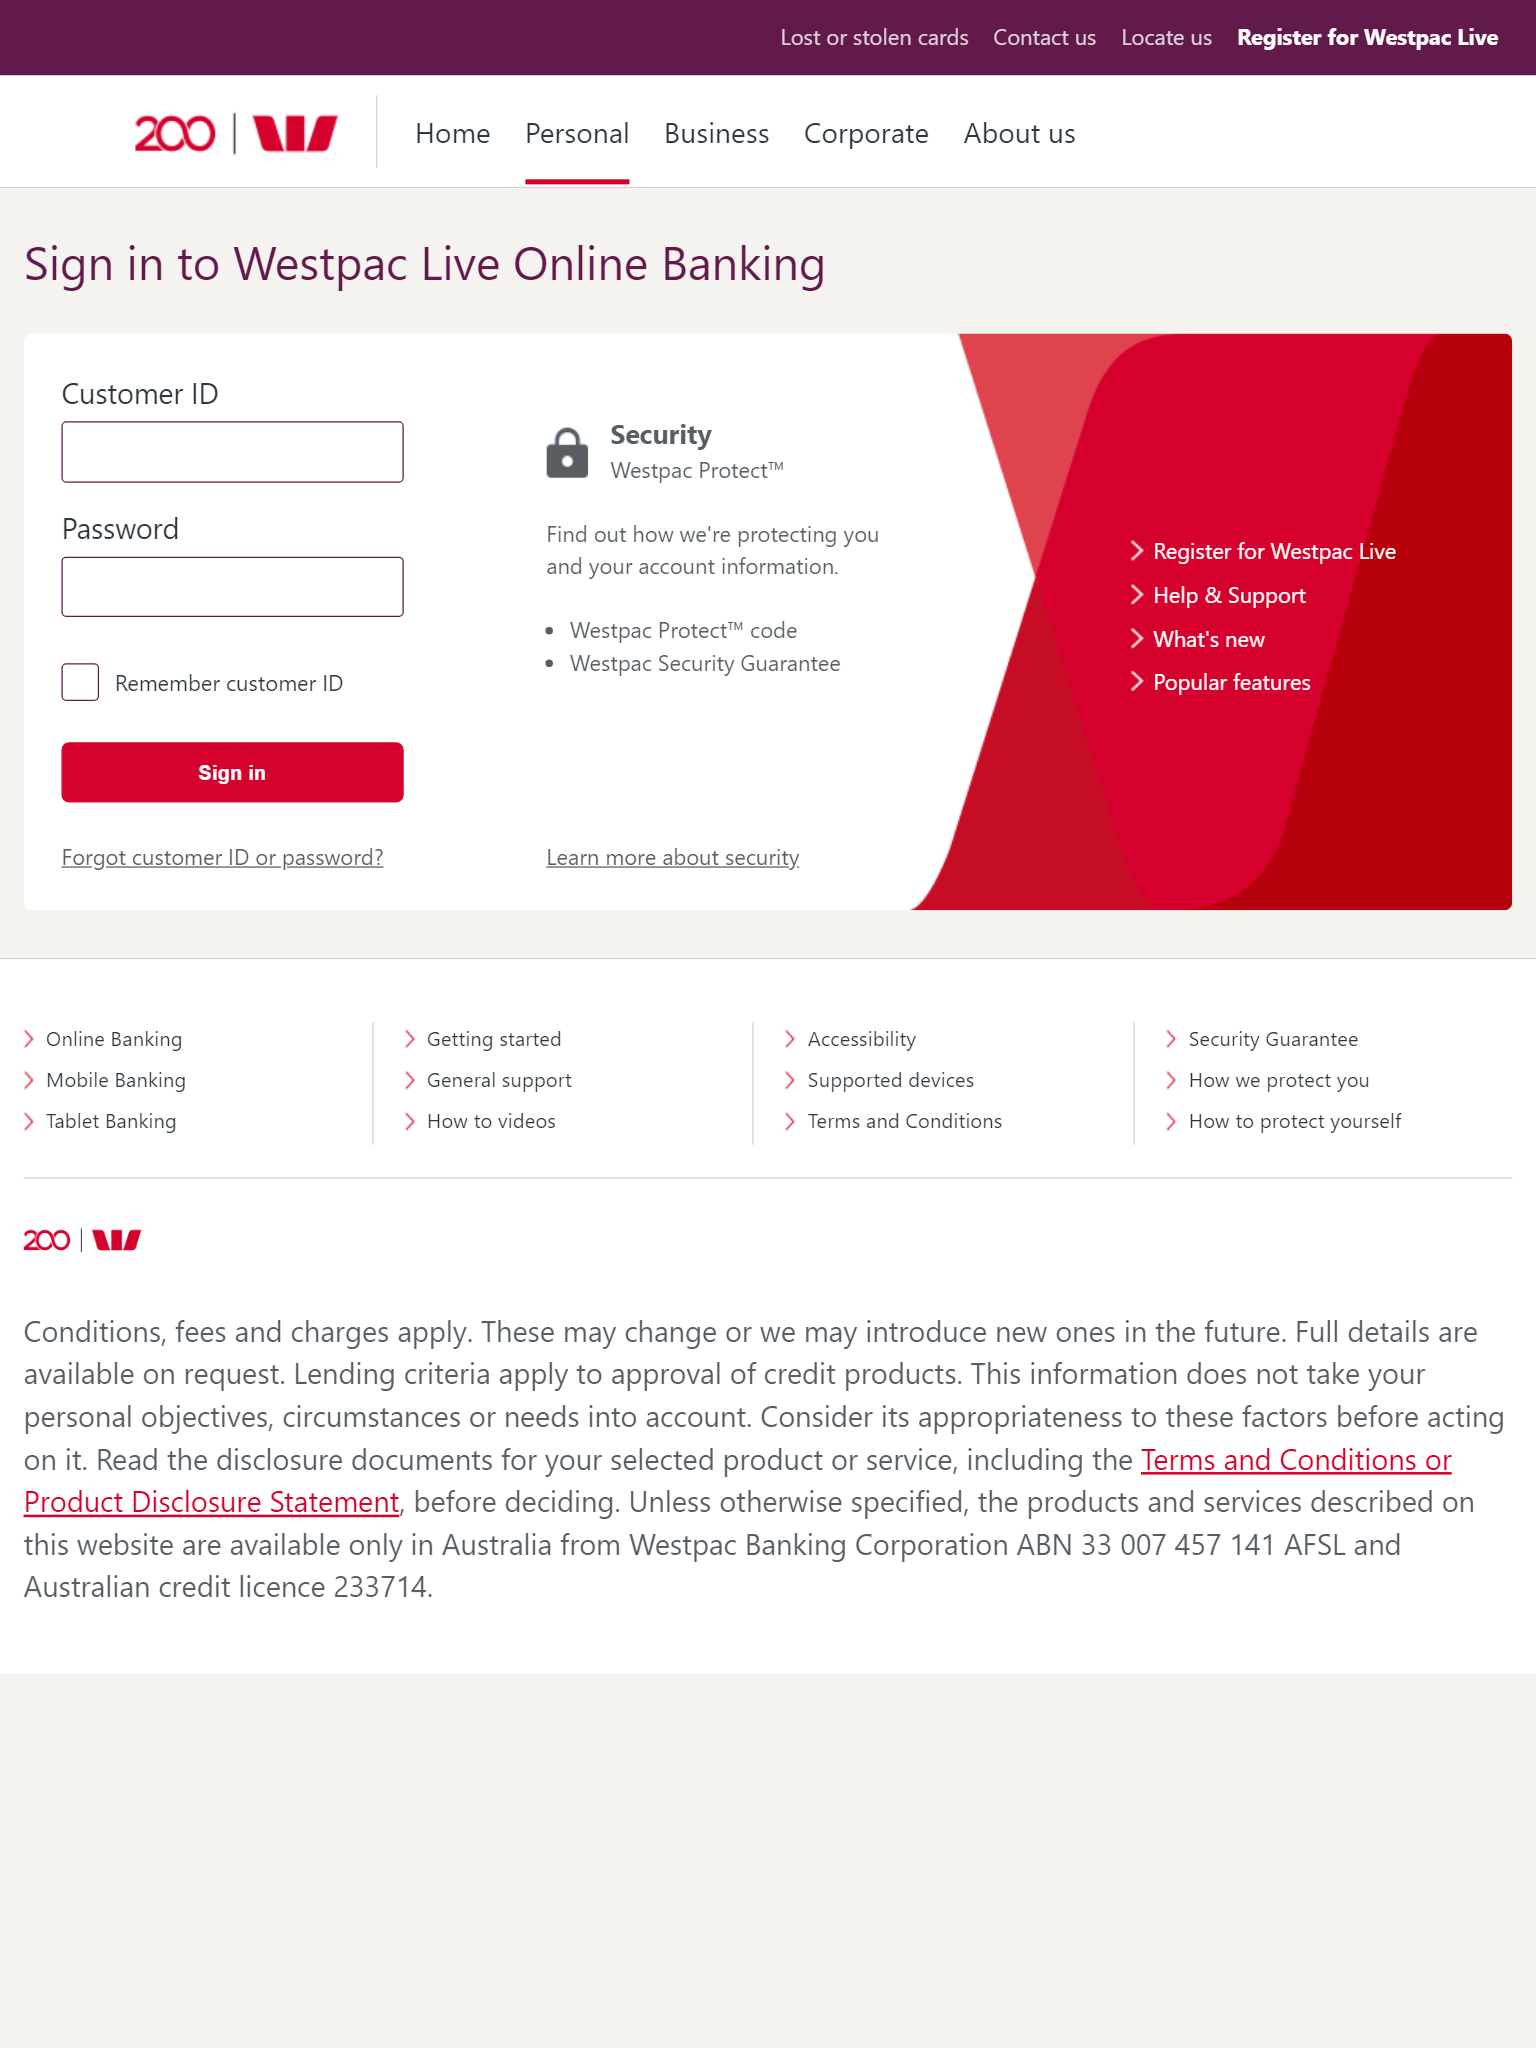 Lost or stolen cards Contact us Locate us Register for Westpac Live
200 Home Personal Business Corporate About us
Sign in to Westpac Live Online Banking
Customer ID
Password
Remember customer ID
Sign in
Forgot customer ID or password?
Security
Westpac Protect™
Find out how we're protecting you
and your account information.
• Westpac Protect™ code
• Westpac Security Guarantee
Learn more about security
Register for Westpac Live
Help & Support
What's new
Popular features
Online Banking
Mobile Banking
Tablet Banking
Getting started
General support
How to videos
Accessibility
Supported devices
Terms and Conditions
Security Guarantee
How we protect you
How to protect yourself
200
Conditions, fees and charges apply. These may change or we may introduce new ones in the future. Full details are
available on request. Lending criteria apply to approval of credit products. This information does not take your
personal objectives, circumstances or needs into account. Consider its appropriateness to these factors before acting
on it. Read the disclosure documents for your selected product or service, including the Terms and Conditions or
Product Disclosure Statement, before deciding. Unless otherwise specified, the products and services described on
this website are available only in Australia from Westpac Banking Corporation ABN 33 007 457 141 AFSL and
Australian credit licence 233714.